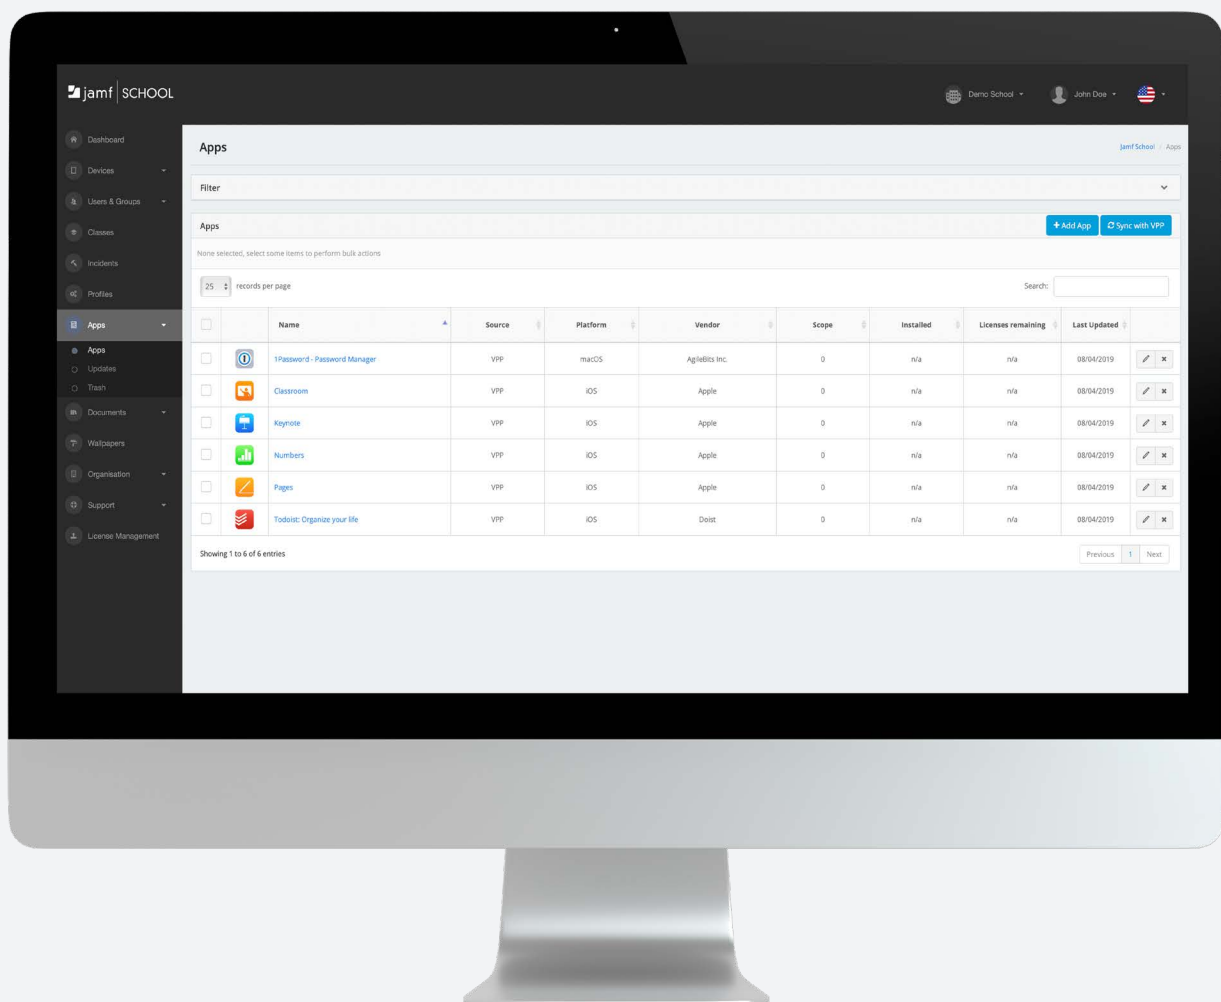 jamf SCHOOL
Demo School
John Doe
Dashboard
Devices
Users & Groups
Classes
Incidents
Profiles
Apps
Apps
Updates
Trash
Documents
Wallpapers
Organisation
Support
License Management
Apps
Jamf School / Apps
Filter
Apps
+ Add App
Sync with VPP
None selected, select some items to perform bulk actions
25 records per page
Search:
Name Source Platform Vendor Scope Installed Licenses remaining Last Updated
1Password - Password Manager VPP macOS AgileBits Inc. 0 n/a n/a 08/04/2019
Classroom VPP iOS Apple 0 n/a n/a 08/04/2019
Keynote VPP iOS Apple 0 n/a n/a 08/04/2019
Numbers VPP iOS Apple 0 n/a n/a 08/04/2019
Pages VPP iOS Apple 0 n/a n/a 08/04/2019
Todoist: Organize your life VPP iOS Doist 0 n/a n/a 08/04/2019
Showing 1 to 6 of 6 entries
Previous 1 Next